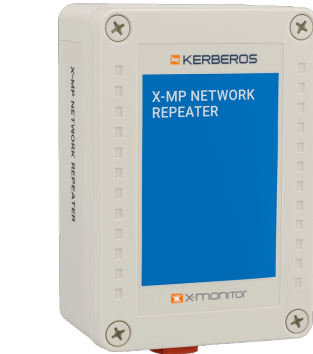 KERBEROS
X-MP NETWORK
REPEATER
x-monitor
X-MP NETWORK REPEATER